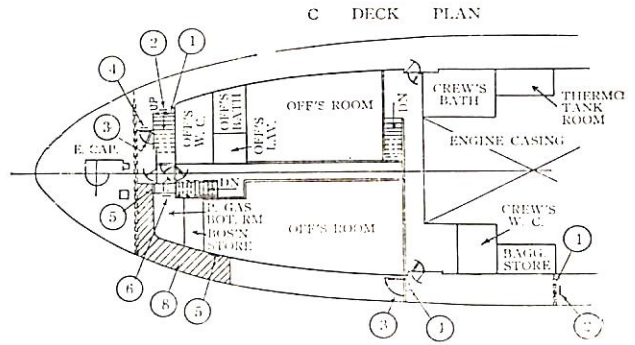 C DECK PLAN
2
1
4
3
5
6
8
5
3
1
1
2
E. CAP.
UP
OFF'S W. C.
OFF'S BATH
OFF'S LAV.
OFF'S ROOM
DN
CREW'S BATH
THERMO TANK ROOM
ENGINE CASING
DN
GAS BOT. RM
BOS'N STORE
OFF'S ROOM
CREW'S W. C.
BAGG. STORE